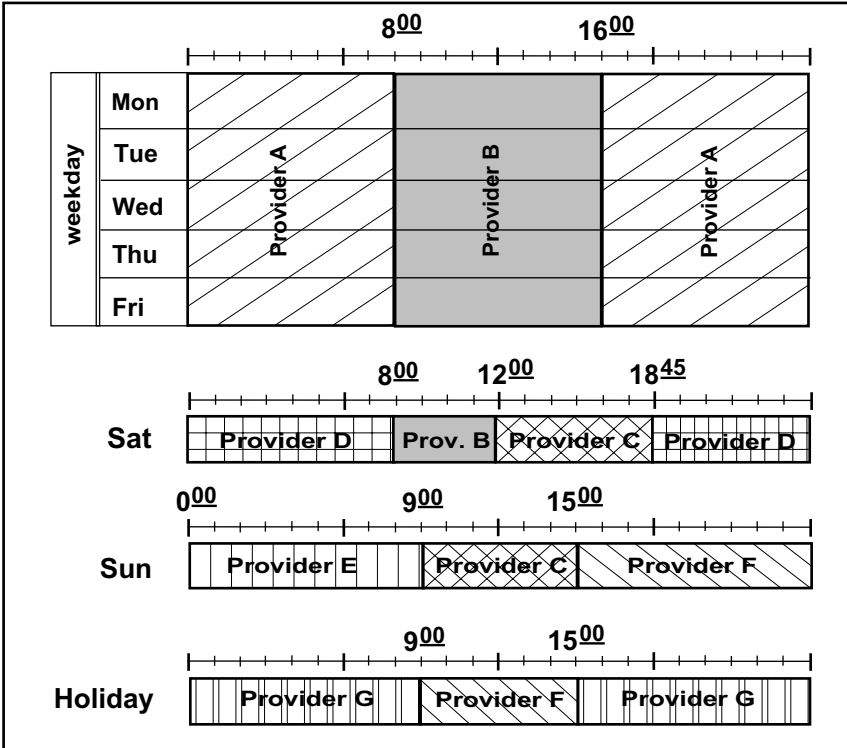 800 1600
Mon
Tue
Wed
Thu
Fri
weekday
Provider A
Provider B
Provider A
800 1200 1845
Sat Provider D Prov. B Provider C Provider D
000 900 1500
Sun Provider E Provider C Provider F
900 1500
Holiday Provider G Provider F Provider G